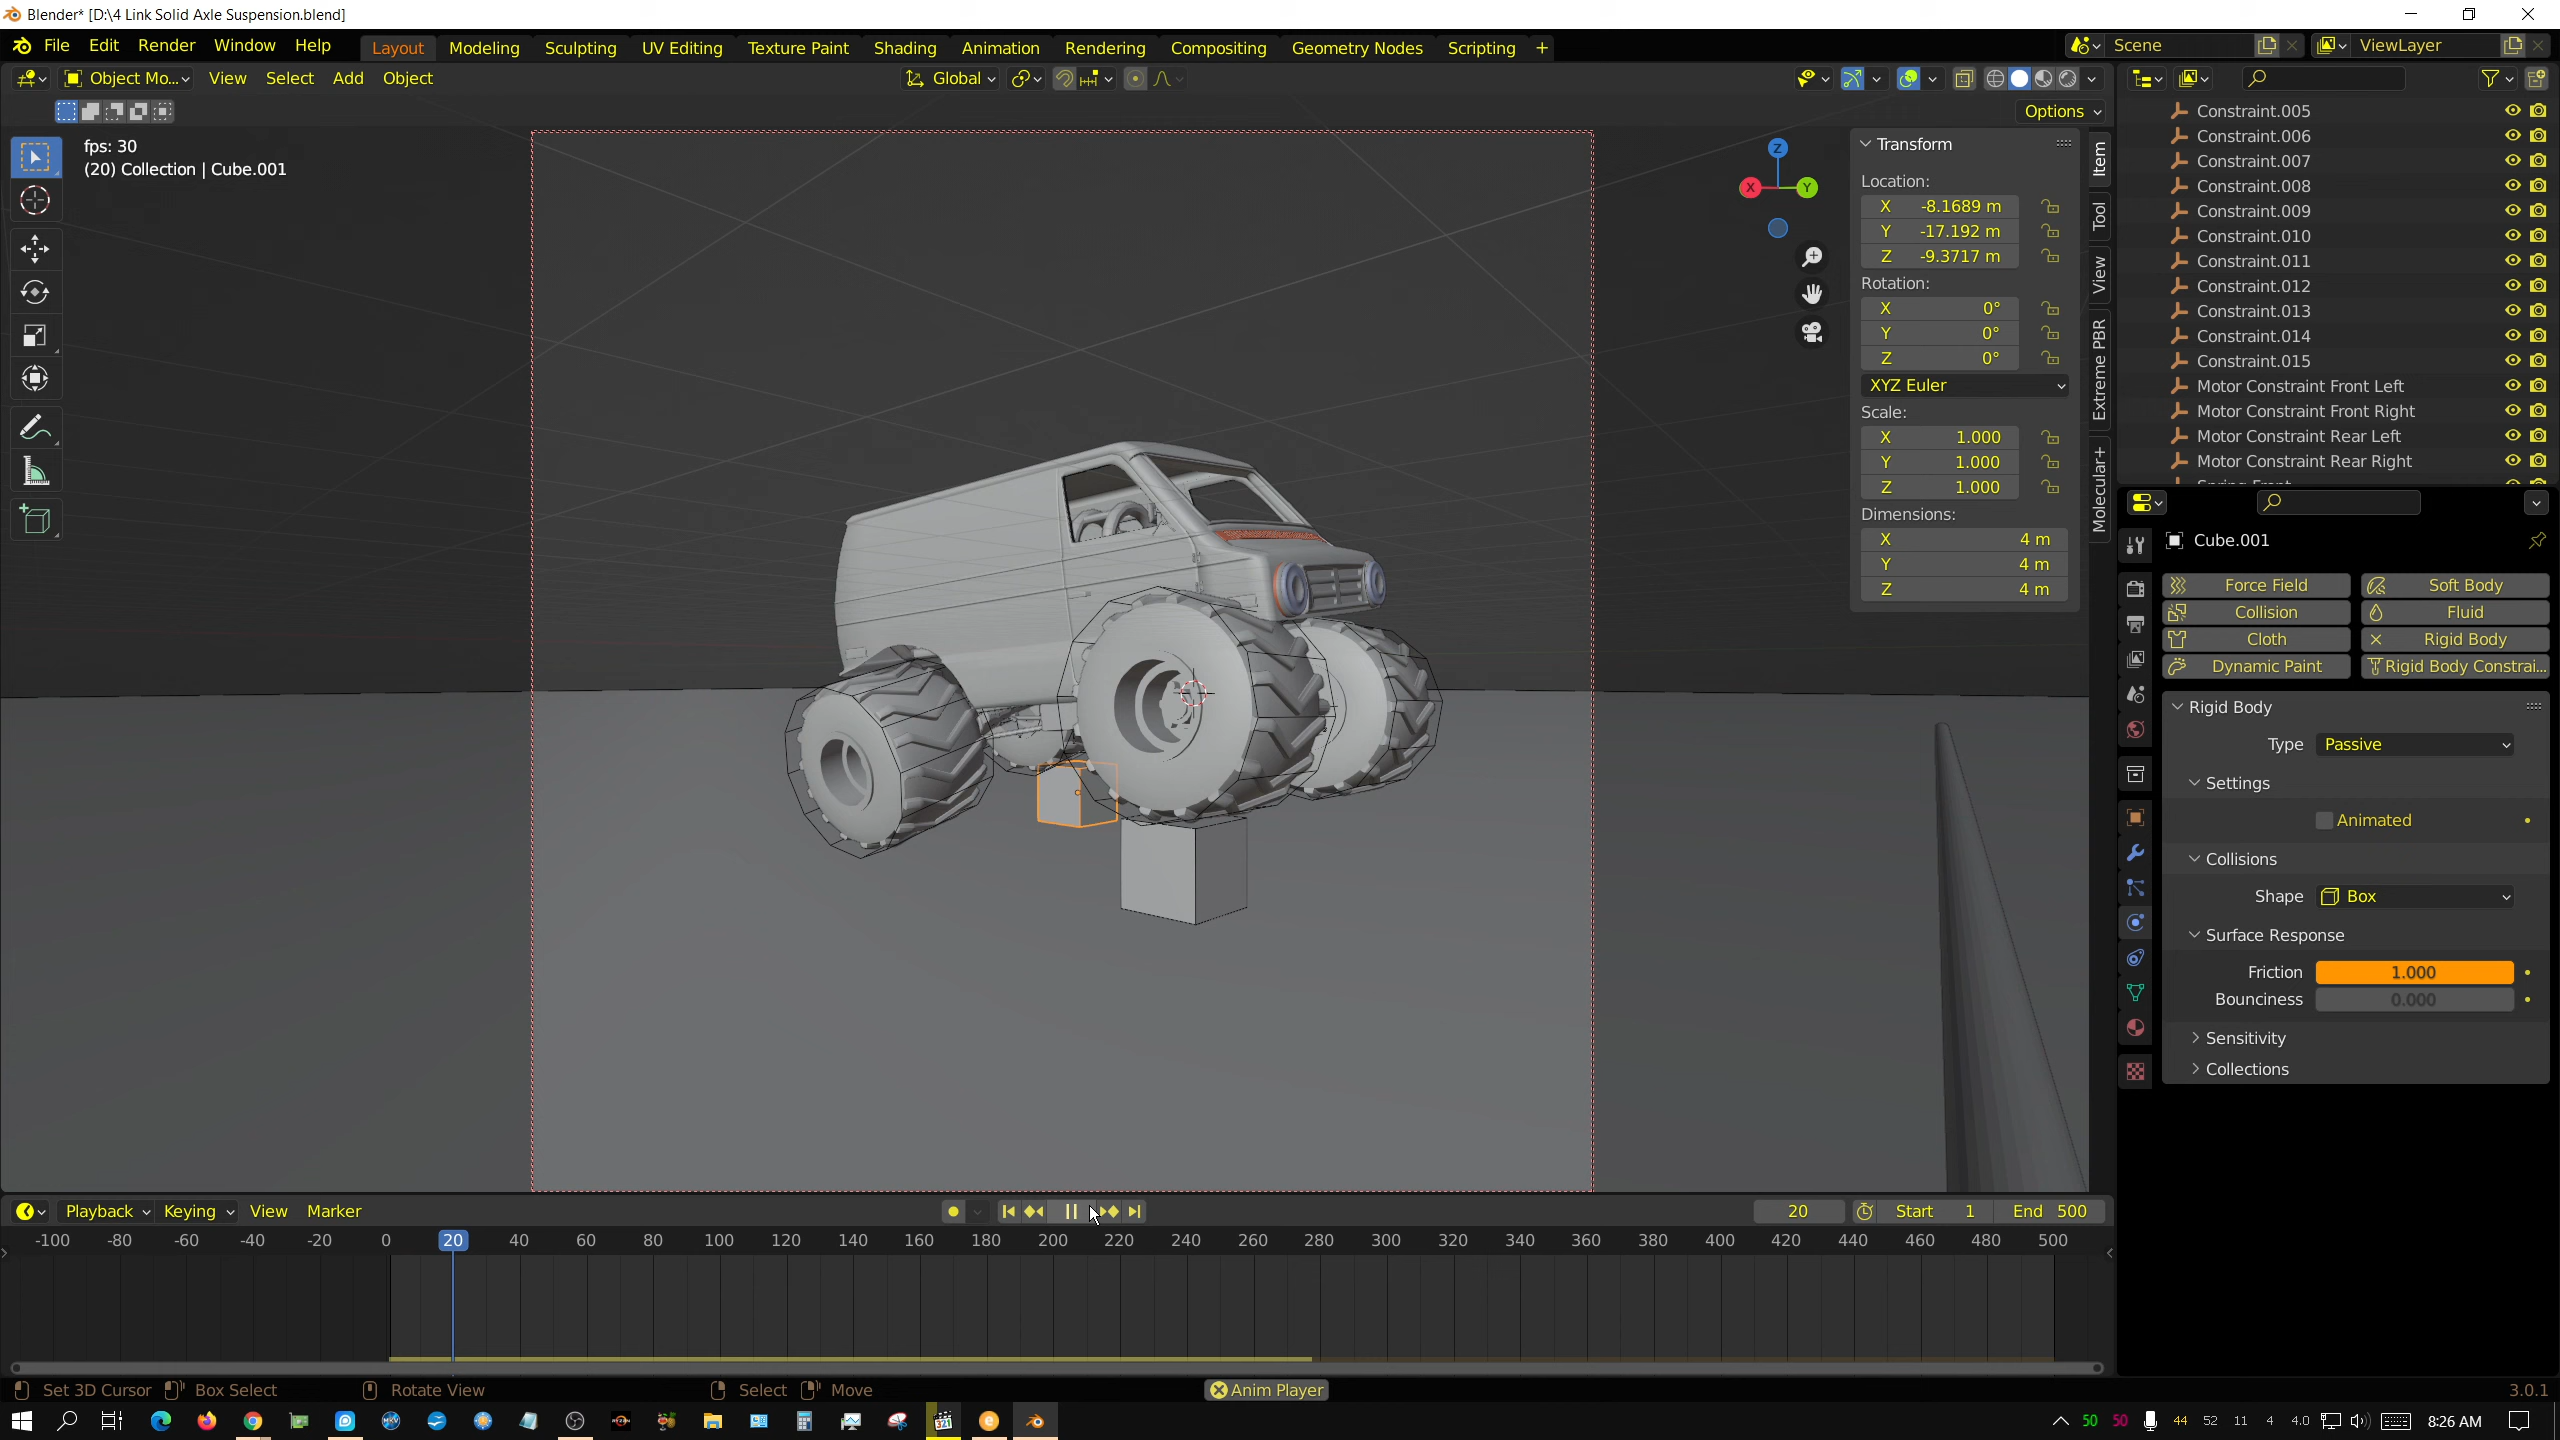 Blender* [D:\4 Link Solid Axle Suspension.blend]
File Edit Render Window Help Layout Modeling Sculpting UV Editing Texture Paint Shading Animation Rendering Compositing Geometry Nodes Scripting + Scene ViewLayer
Object Mo... View Select Add Object Global
Options
fps: 30
(20) Collection | Cube.001
Z
X
Y
Transform
Location:
X -8.1689 m
Y -17.192 m
Z -9.3717 m
Rotation:
X 0°
Y 0°
Z 0°
XYZ Euler
Scale:
X 1.000
Y 1.000
Z 1.000
Dimensions:
X 4 m
Y 4 m
Z 4 m
Item
Tool
View
Extreme PBR
Molecular+
Constraint.005
Constraint.006
Constraint.007
Constraint.008
Constraint.009
Constraint.010
Constraint.011
Constraint.012
Constraint.013
Constraint.014
Constraint.015
Motor Constraint Front Left
Motor Constraint Front Right
Motor Constraint Rear Left
Motor Constraint Rear Right
Cube.001
Force Field Soft Body
Collision Fluid
Cloth Rigid Body
Dynamic Paint Rigid Body Constrai...
Rigid Body
Type Passive
Settings
Animated
Collisions
Shape Box
Surface Response
Friction 1.000
Bounciness 0.000
Sensitivity
Collections
Playback Keying View Marker 20 Start 1 End 500
-100 -80 -60 -40 -20 0 20 40 60 80 100 120 140 160 180 200 220 240 260 280 300 320 340 360 380 400 420 440 460 480 500
Set 3D Cursor Box Select Rotate View Select Move Anim Player 3.0.1
50 50 44 52 11 4 4.0 8:26 AM